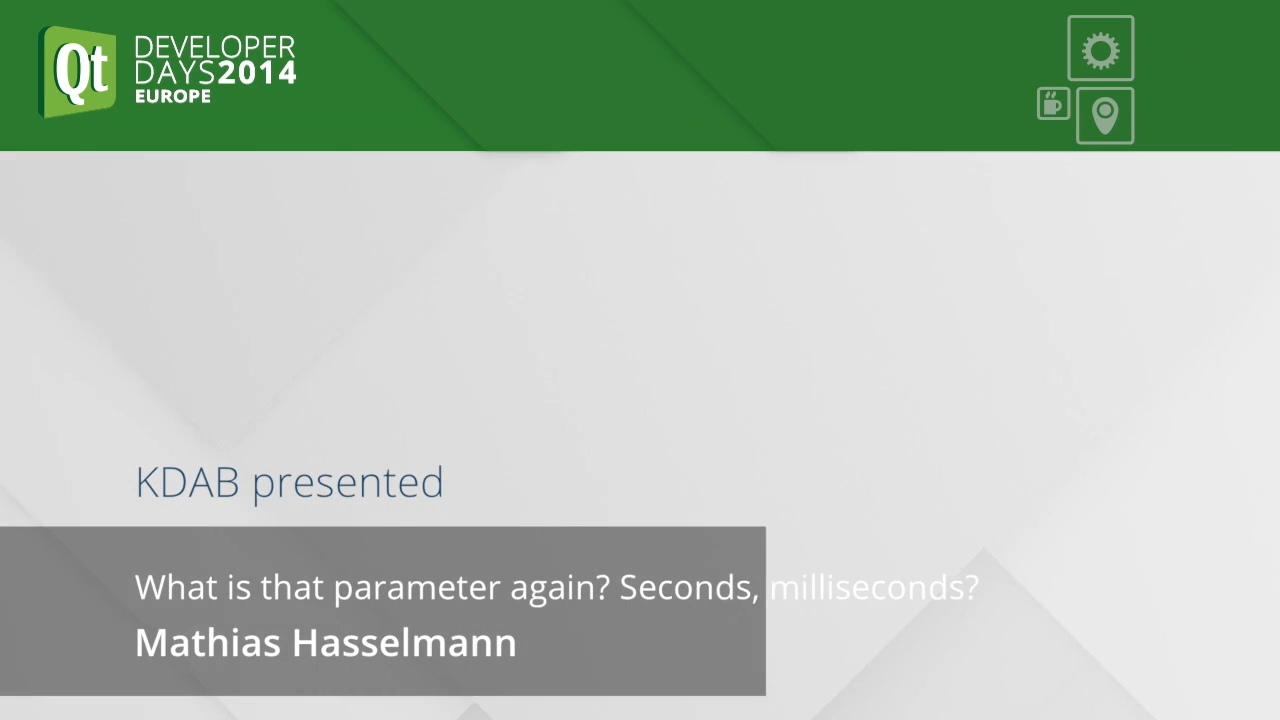 Qt
DEVELOPER
DAYS2014
EUROPE
KDAB presented
What is that parameter again? Seconds, milliseconds?
Mathias Hasselmann